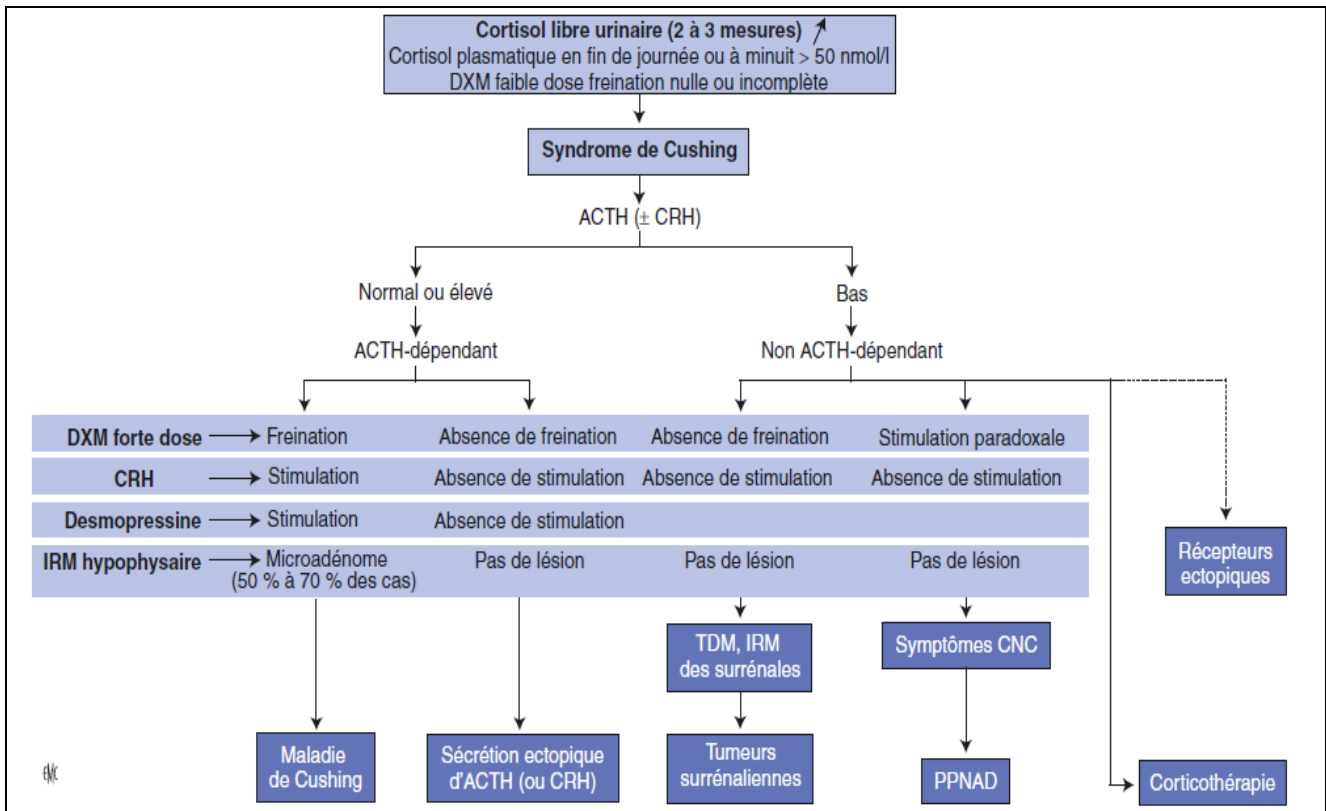 Cortisol libre urinaire (2 à 3 mesures)
Cortisol plasmatique en fin de journée ou à minuit > 50 nmol/l
DXM faible dose freination nulle ou incomplète
Syndrome de Cushing
ACTH (± CRH)
Normal ou élevé
Bas
ACTH-dépendant
Non ACTH-dépendant
DXM forte dose Freination Absence de freination Absence de freination Stimulation paradoxale
CRH Stimulation Absence de stimulation Absence de stimulation Absence de stimulation
Desmopressine Stimulation Absence de stimulation
IRM hypophysaire Microadénome Pas de lésion Pas de lésion Pas de lésion
(50 % à 70 % des cas)
Récepteurs
ectopiques
TDM, IRM
des surrénales
Symptômes CNC
Maladie
de Cushing
Sécrétion ectopique
d'ACTH (ou CRH)
Tumeurs
surrénaliennes
PPNAD
Corticothérapie
EMC